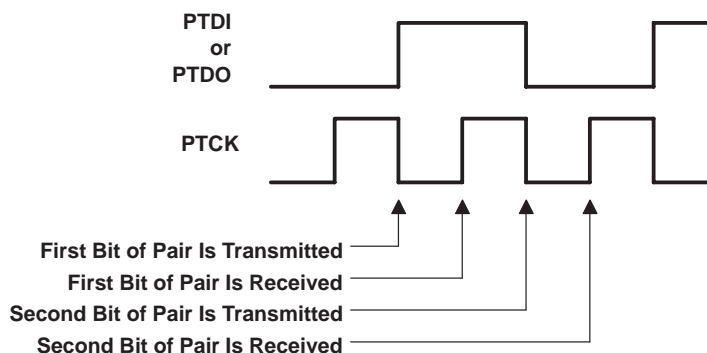 PTDI
or
PTDO
PTCK
First Bit of Pair Is Transmitted
First Bit of Pair Is Received
Second Bit of Pair Is Transmitted
Second Bit of Pair Is Received